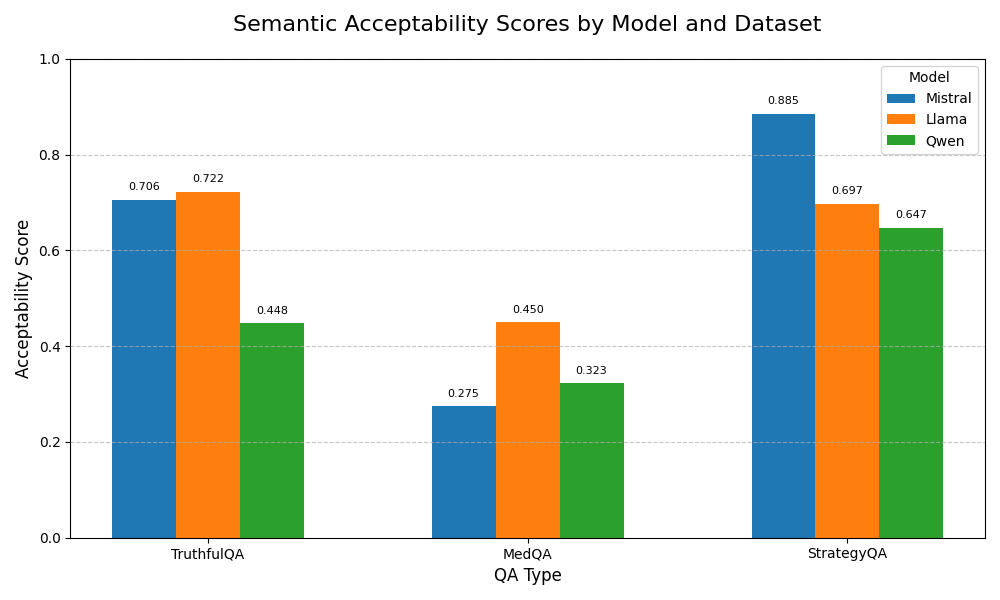 Semantic Acceptability Scores by Model and Dataset
Acceptability Score
1.0
0.8
0.6
0.4
0.2
0.0
Model
Mistral
Llama
Qwen
0.706
0.722
0.448
0.275
0.450
0.323
0.885
0.697
0.647
TruthfulQA
MedQA
StrategyQA
QA Type